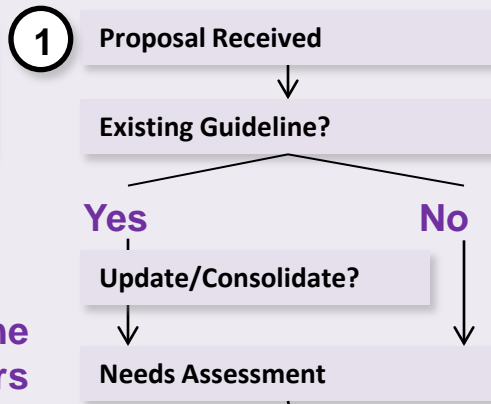 1 Proposal Received
Existing Guideline?
Yes No
Update/Consolidate?
Needs Assessment